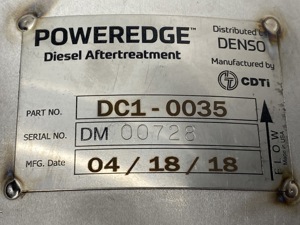 POWEREDGE™
Diesel Aftertreatment
Distributed by
DENSO
Manufactured by
CDTi
PART NO. DC1-0035
SERIAL NO. DM 00728
MFG. Date 04 / 18 / 18
FLOW